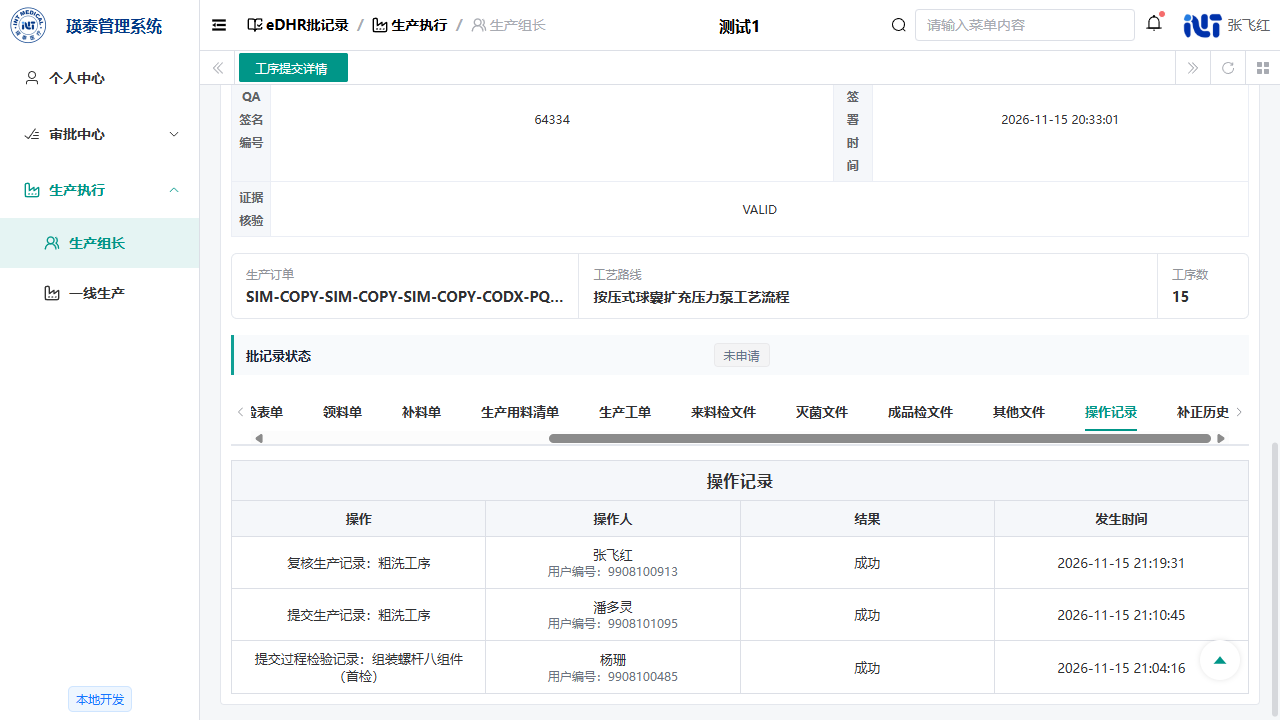 瑛泰管理系统
eDHR批记录 / 生产执行 / 生产组长
测试1
请输入菜单内容
张飞红
个人中心
审批中心
生产执行
生产组长
一线生产
本地开发
工序提交详情
QA
签名
编号
64334
签
署
时
间
2026-11-15 20:33:01
证据
核验
VALID
生产订单
SIM-COPY-SIM-COPY-SIM-COPY-CODX-PQ...
工艺路线
按压式球囊扩充压力泵工艺流程
工序数
15
批记录状态
未申请
表单 领料单 补料单 生产用料清单 生产工单 来料检文件 灭菌文件 成品检文件 其他文件 操作记录 补正历史
操作记录
操作 操作人 结果 发生时间
复核生产记录：粗洗工序
张飞红
用户编号：9908100913
成功
2026-11-15 21:19:31
提交生产记录：粗洗工序
潘多灵
用户编号：9908101095
成功
2026-11-15 21:10:45
提交过程检验记录：组装螺杆八组件
（首检）
杨珊
用户编号：9908100485
成功
2026-11-15 21:04:16